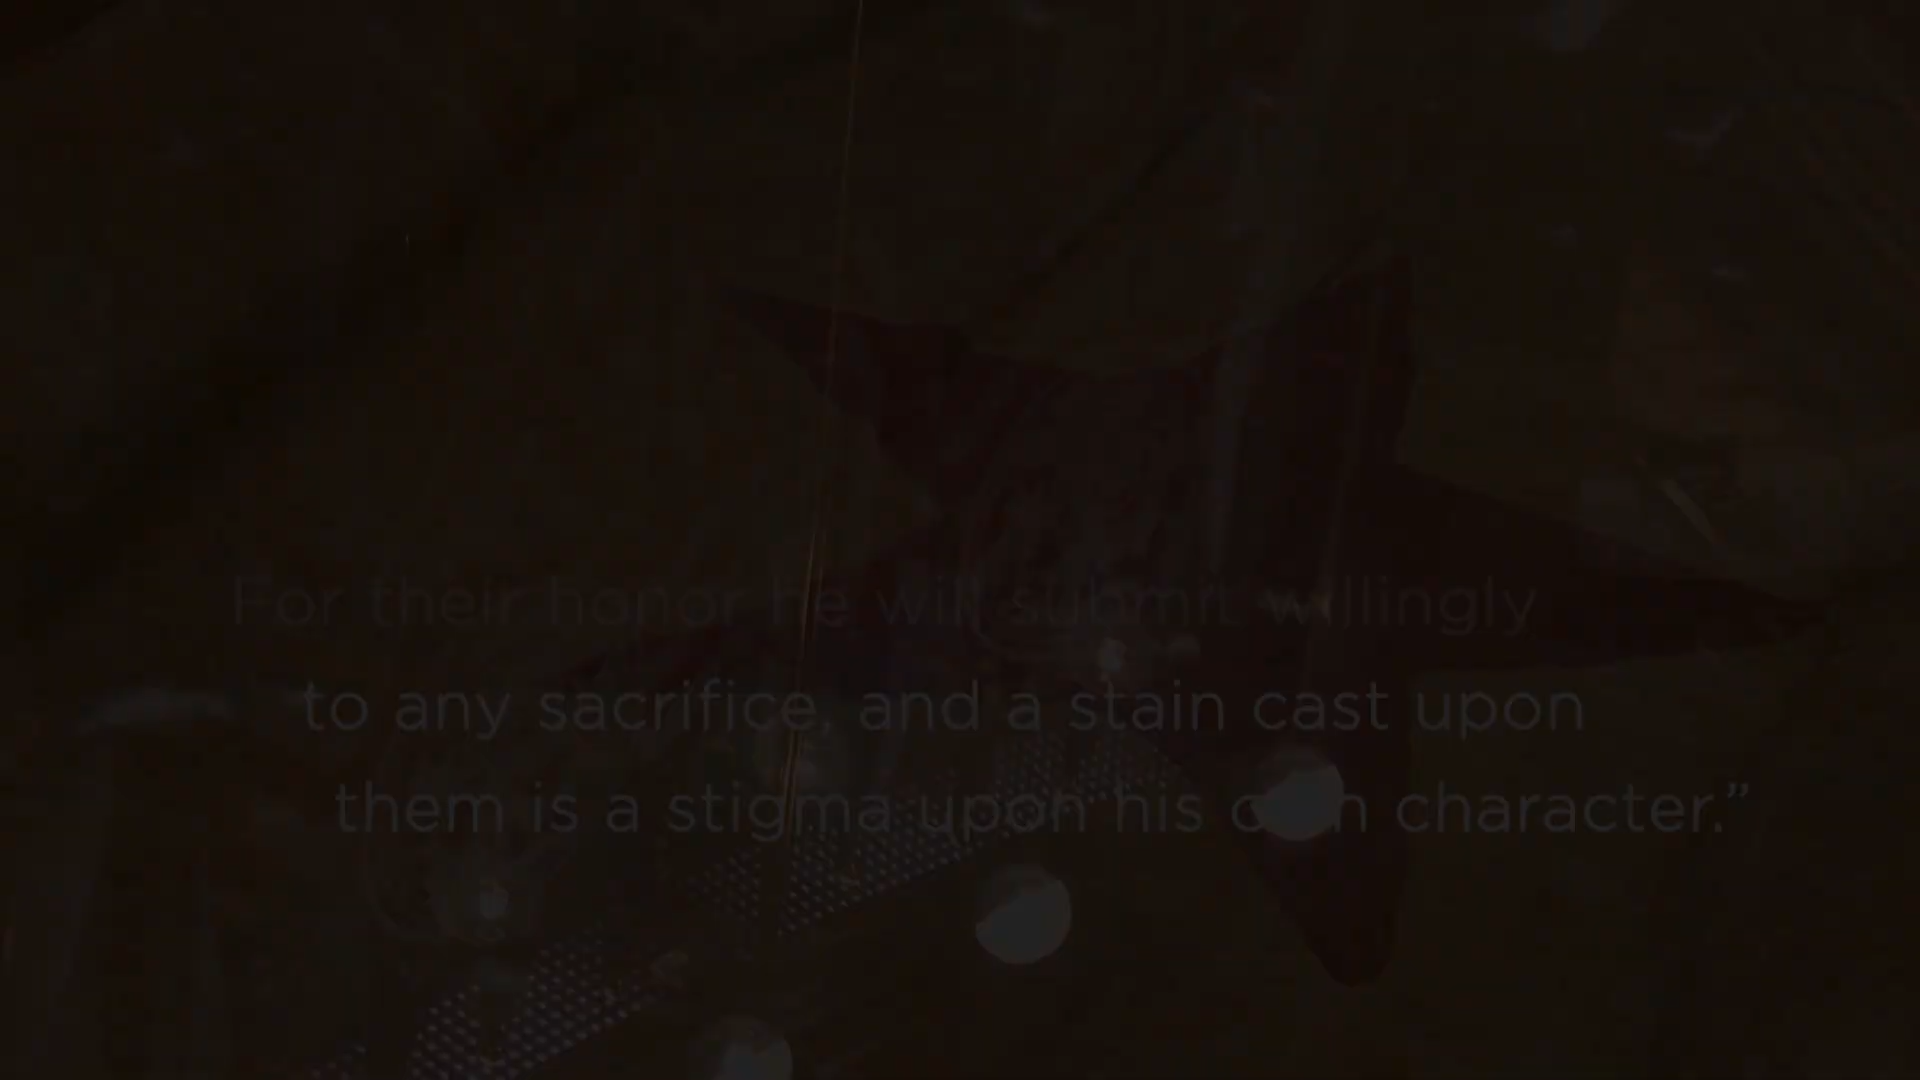 For their honor he will submit willingly
to any sacrifice, and a stain cast upon
them is a stigma upon his own character.”